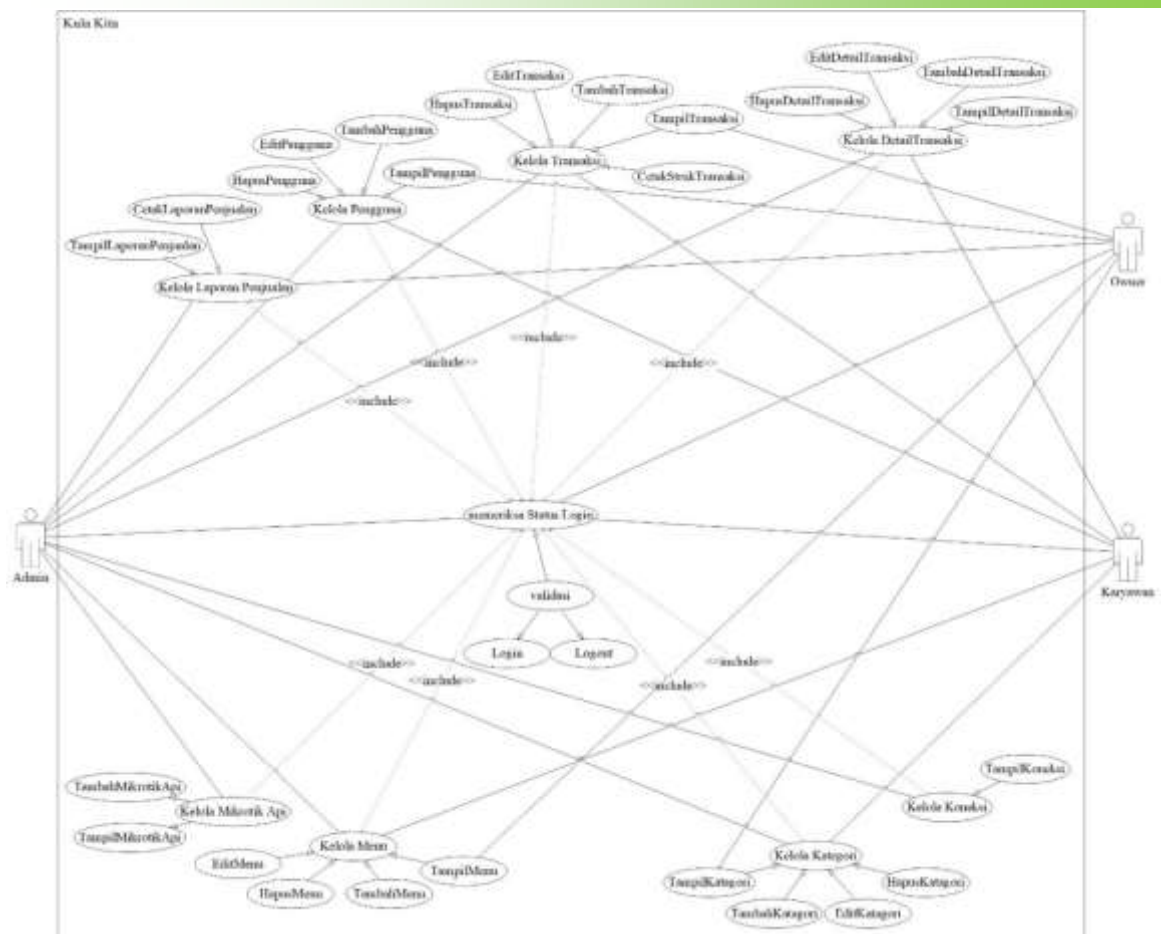 Kula Kita
EditDetailTransaksi
EditTransaksi
TambahDetailTransaksi
TambahTransaksi
HapusTransaksi
HapusDetailTransaksi
TampilDetailTransaksi
TampilTransaksi
TambahPengguna
EditPengguna
Kelola DetailTransaksi
Kelola Transaksi
TampilPengguna
CetakStrukTransaksi
HapusPengguna
CetakLaporanPenjualan
Kelola Pengguna
TampilLaporanPenjualan
Kelola Laporan Penjualan
Owner
<<include>>
<<include>>
<<include>>
<<include>>
memeriksa Status Login
Admin
Karyawan
validasi
Login
Logout
<<include>>
<<include>>
<<include>>
<<include>>
TampilKoneksi
TambahMikrotikApi
Kelola Mikrotik Api
Kelola Koneksi
TampilMikrotikApi
Kelola Menu
Kelola Kategori
EditMenu
TampilMenu
TampilKategori
HapusKategori
HapusMenu
TambahMenu
TambahKategori
EditKategori